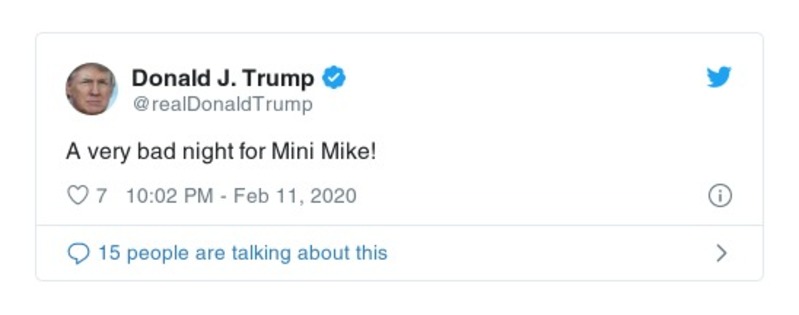 Donald J. Trump
@realDonaldTrump
A very bad night for Mini Mike!
7 10:02 PM - Feb 11, 2020
15 people are talking about this